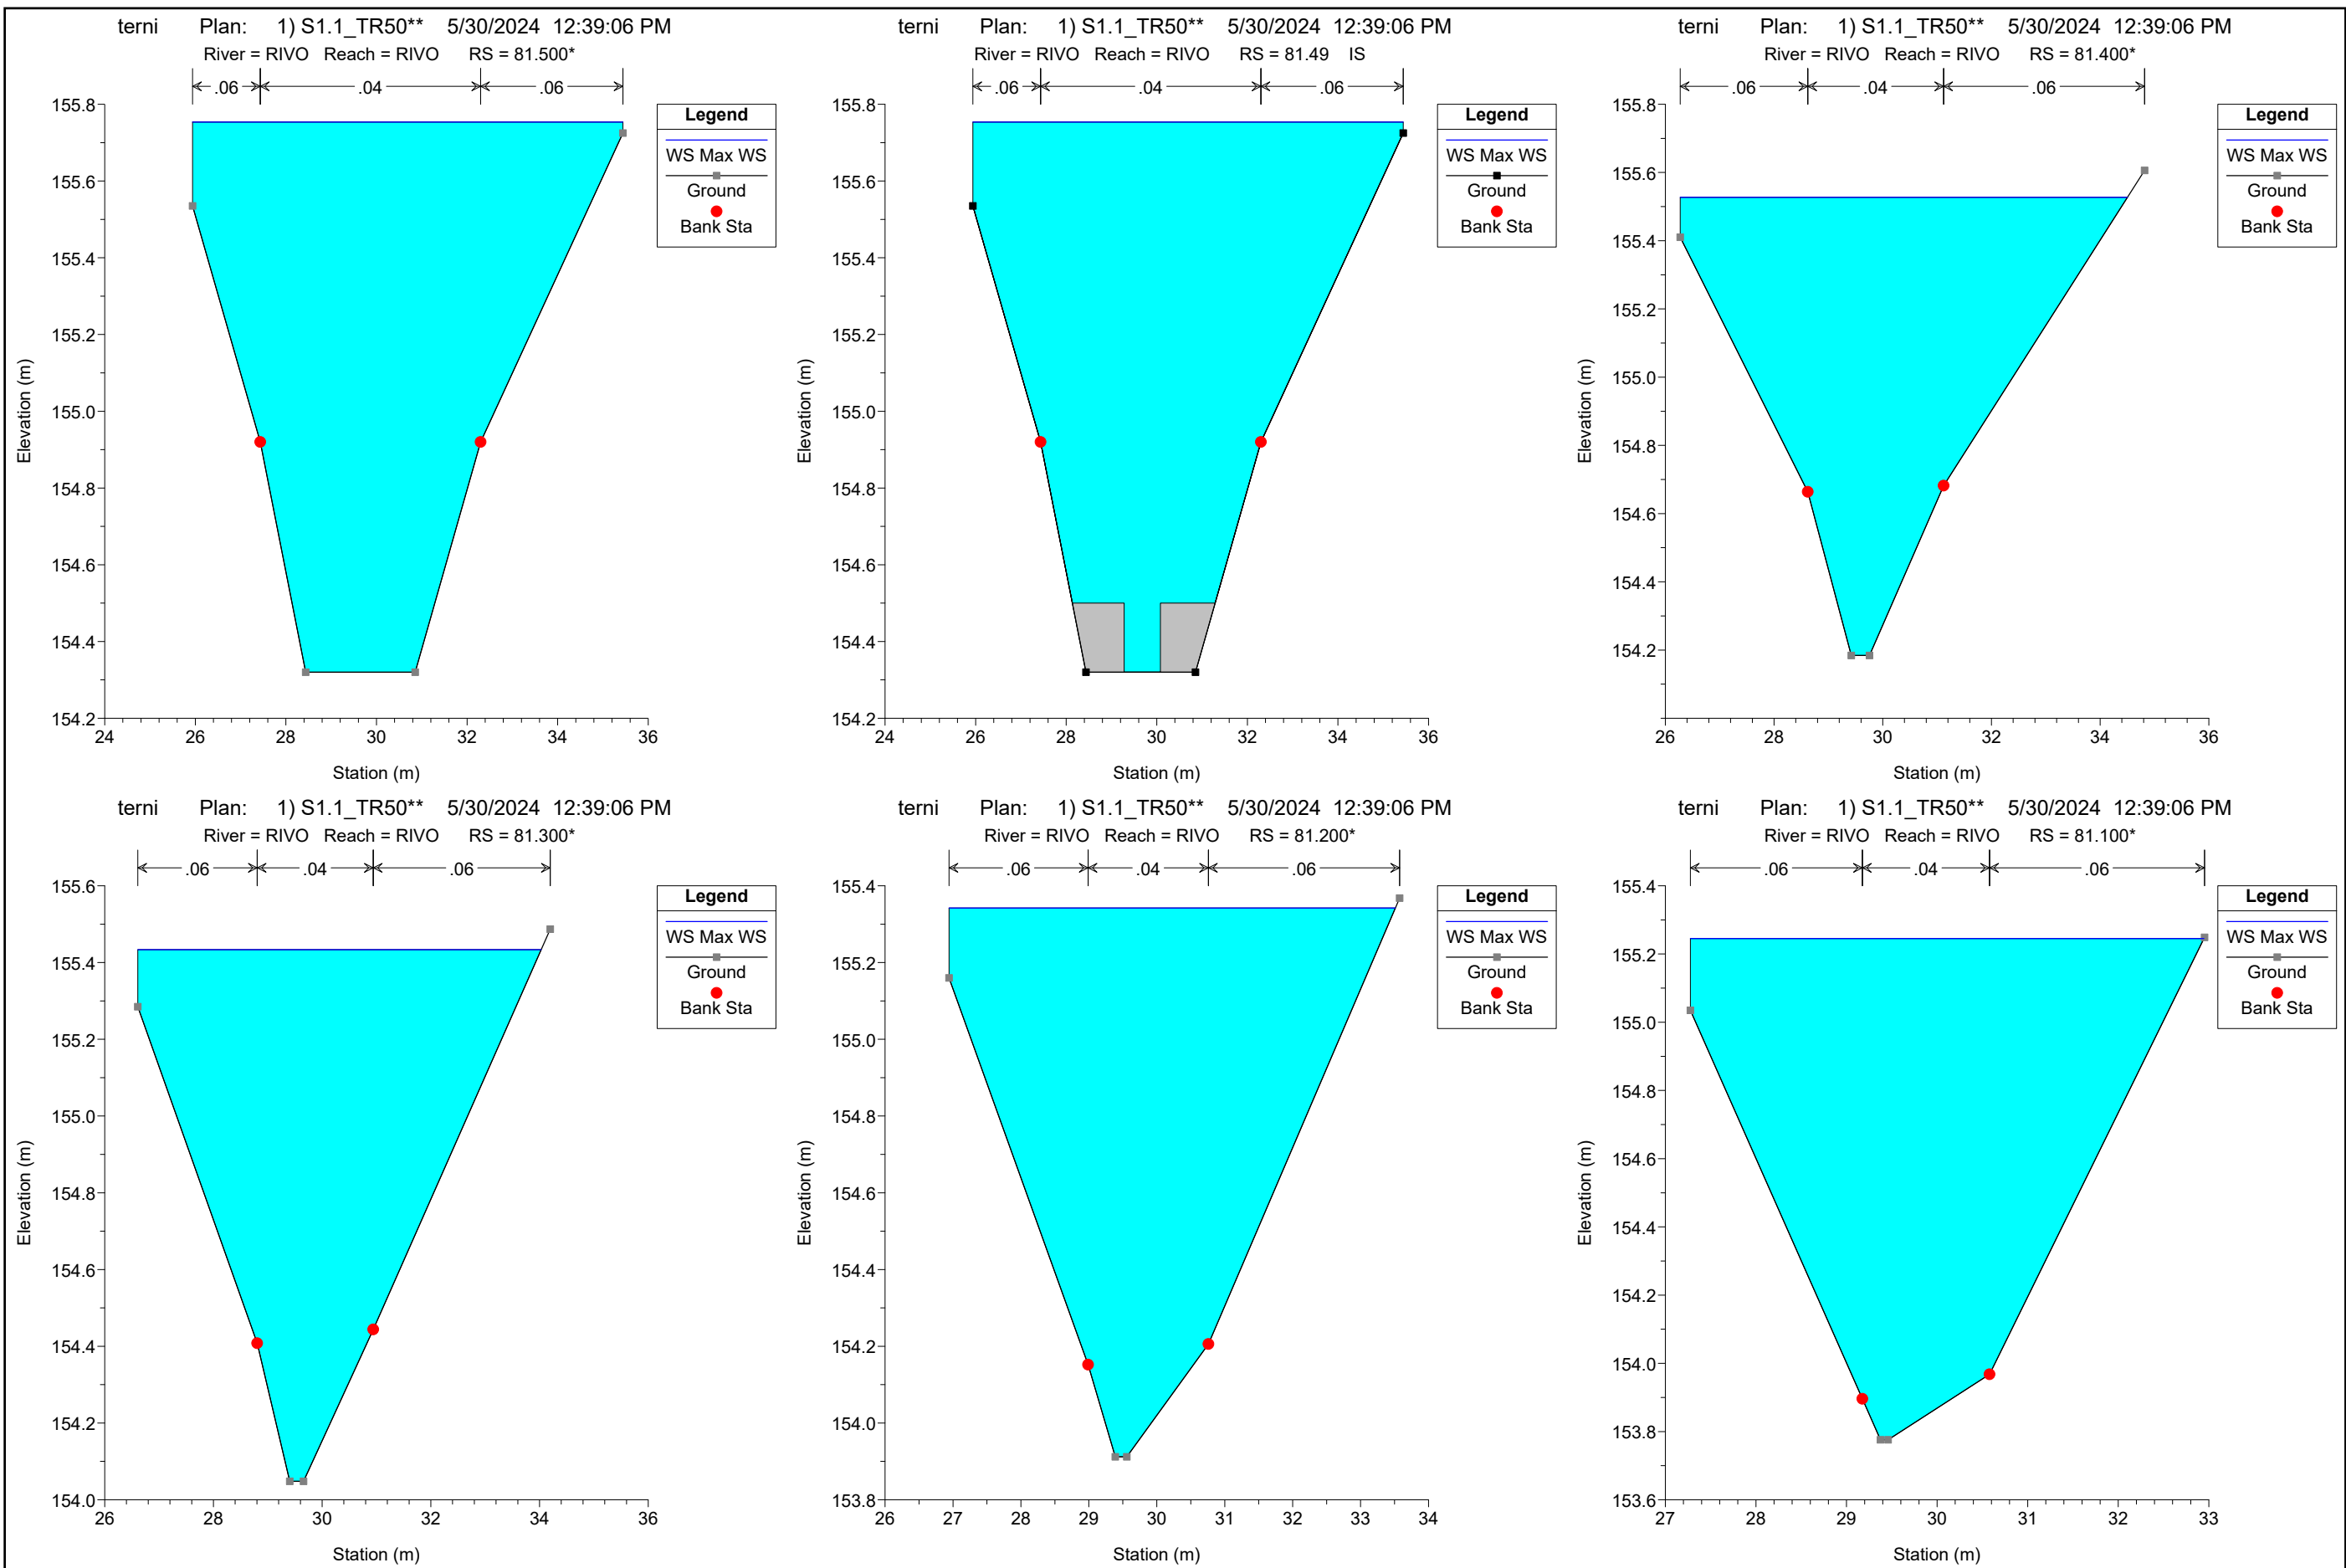 terni Plan: 1) S1.1_TR50** 5/30/2024 12:39:06 PM
River = RIVO Reach = RIVO RS = 81.500*
.06 .04 .06
Legend
WS Max WS
Ground
Bank Sta
155.8
155.6
155.4
155.2
155.0
154.8
154.6
154.4
154.2
Elevation (m)
24 26 28 30 32 34 36
Station (m)
terni Plan: 1) S1.1_TR50** 5/30/2024 12:39:06 PM
River = RIVO Reach = RIVO RS = 81.49 IS
.06 .04 .06
Legend
WS Max WS
Ground
Bank Sta
155.8
155.6
155.4
155.2
155.0
154.8
154.6
154.4
154.2
Elevation (m)
24 26 28 30 32 34 36
Station (m)
terni Plan: 1) S1.1_TR50** 5/30/2024 12:39:06 PM
River = RIVO Reach = RIVO RS = 81.400*
.06 .04 .06
Legend
WS Max WS
Ground
Bank Sta
155.8
155.6
155.4
155.2
155.0
154.8
154.6
154.4
154.2
Elevation (m)
26 28 30 32 34 36
Station (m)
terni Plan: 1) S1.1_TR50** 5/30/2024 12:39:06 PM
River = RIVO Reach = RIVO RS = 81.300*
.06 .04 .06
Legend
WS Max WS
Ground
Bank Sta
155.6
155.4
155.2
155.0
154.8
154.6
154.4
154.2
154.0
Elevation (m)
26 28 30 32 34 36
Station (m)
terni Plan: 1) S1.1_TR50** 5/30/2024 12:39:06 PM
River = RIVO Reach = RIVO RS = 81.200*
.06 .04 .06
Legend
WS Max WS
Ground
Bank Sta
155.4
155.2
155.0
154.8
154.6
154.4
154.2
154.0
153.8
Elevation (m)
26 27 28 29 30 31 32 33 34
Station (m)
terni Plan: 1) S1.1_TR50** 5/30/2024 12:39:06 PM
River = RIVO Reach = RIVO RS = 81.100*
.06 .04 .06
Legend
WS Max WS
Ground
Bank Sta
155.4
155.2
155.0
154.8
154.6
154.4
154.2
154.0
153.8
153.6
Elevation (m)
27 28 29 30 31 32 33
Station (m)